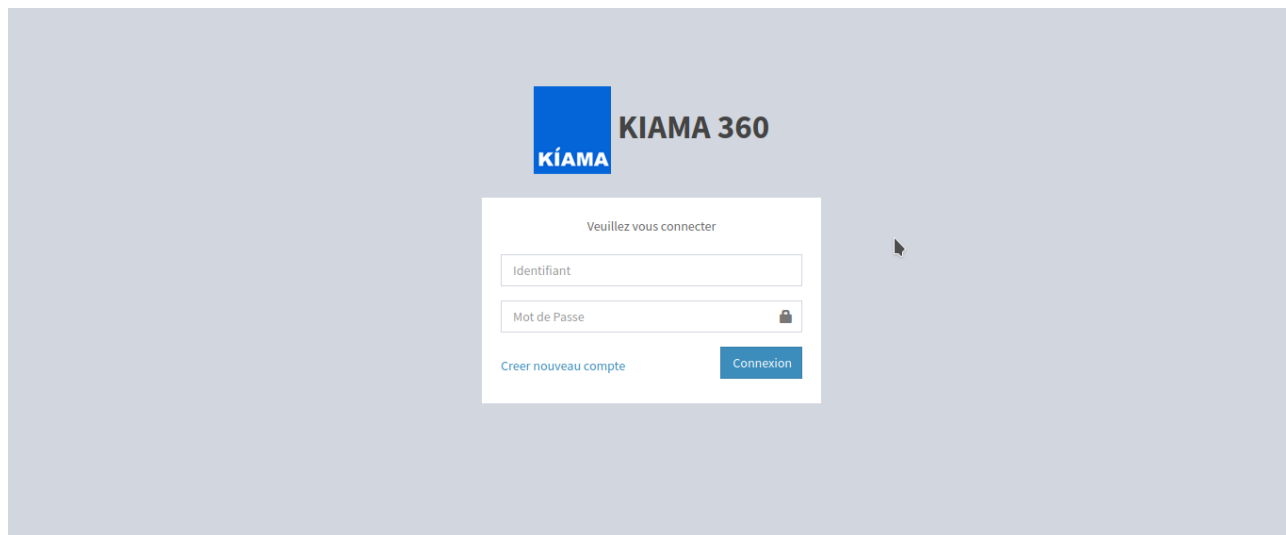 KÍAMA
KIAMA 360
Veuillez vous connecter
Identifiant
Mot de Passe
Creer nouveau compte
Connexion